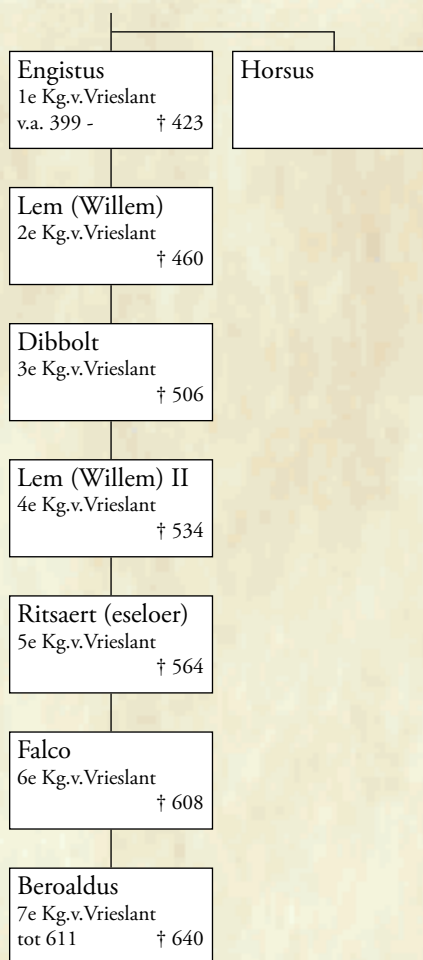 Engistus
1e Kg.v.Vrieslant
v.a. 399 - † 423
Horsus
Lem (Willem)
2e Kg.v.Vrieslant
† 460
Dibbolt
3e Kg.v.Vrieslant
† 506
Lem (Willem) II
4e Kg.v.Vrieslant
† 534
Ritsaert (eseloer)
5e Kg.v.Vrieslant
† 564
Falco
6e Kg.v.Vrieslant
† 608
Beroaldus
7e Kg.v.Vrieslant
tot 611 † 640